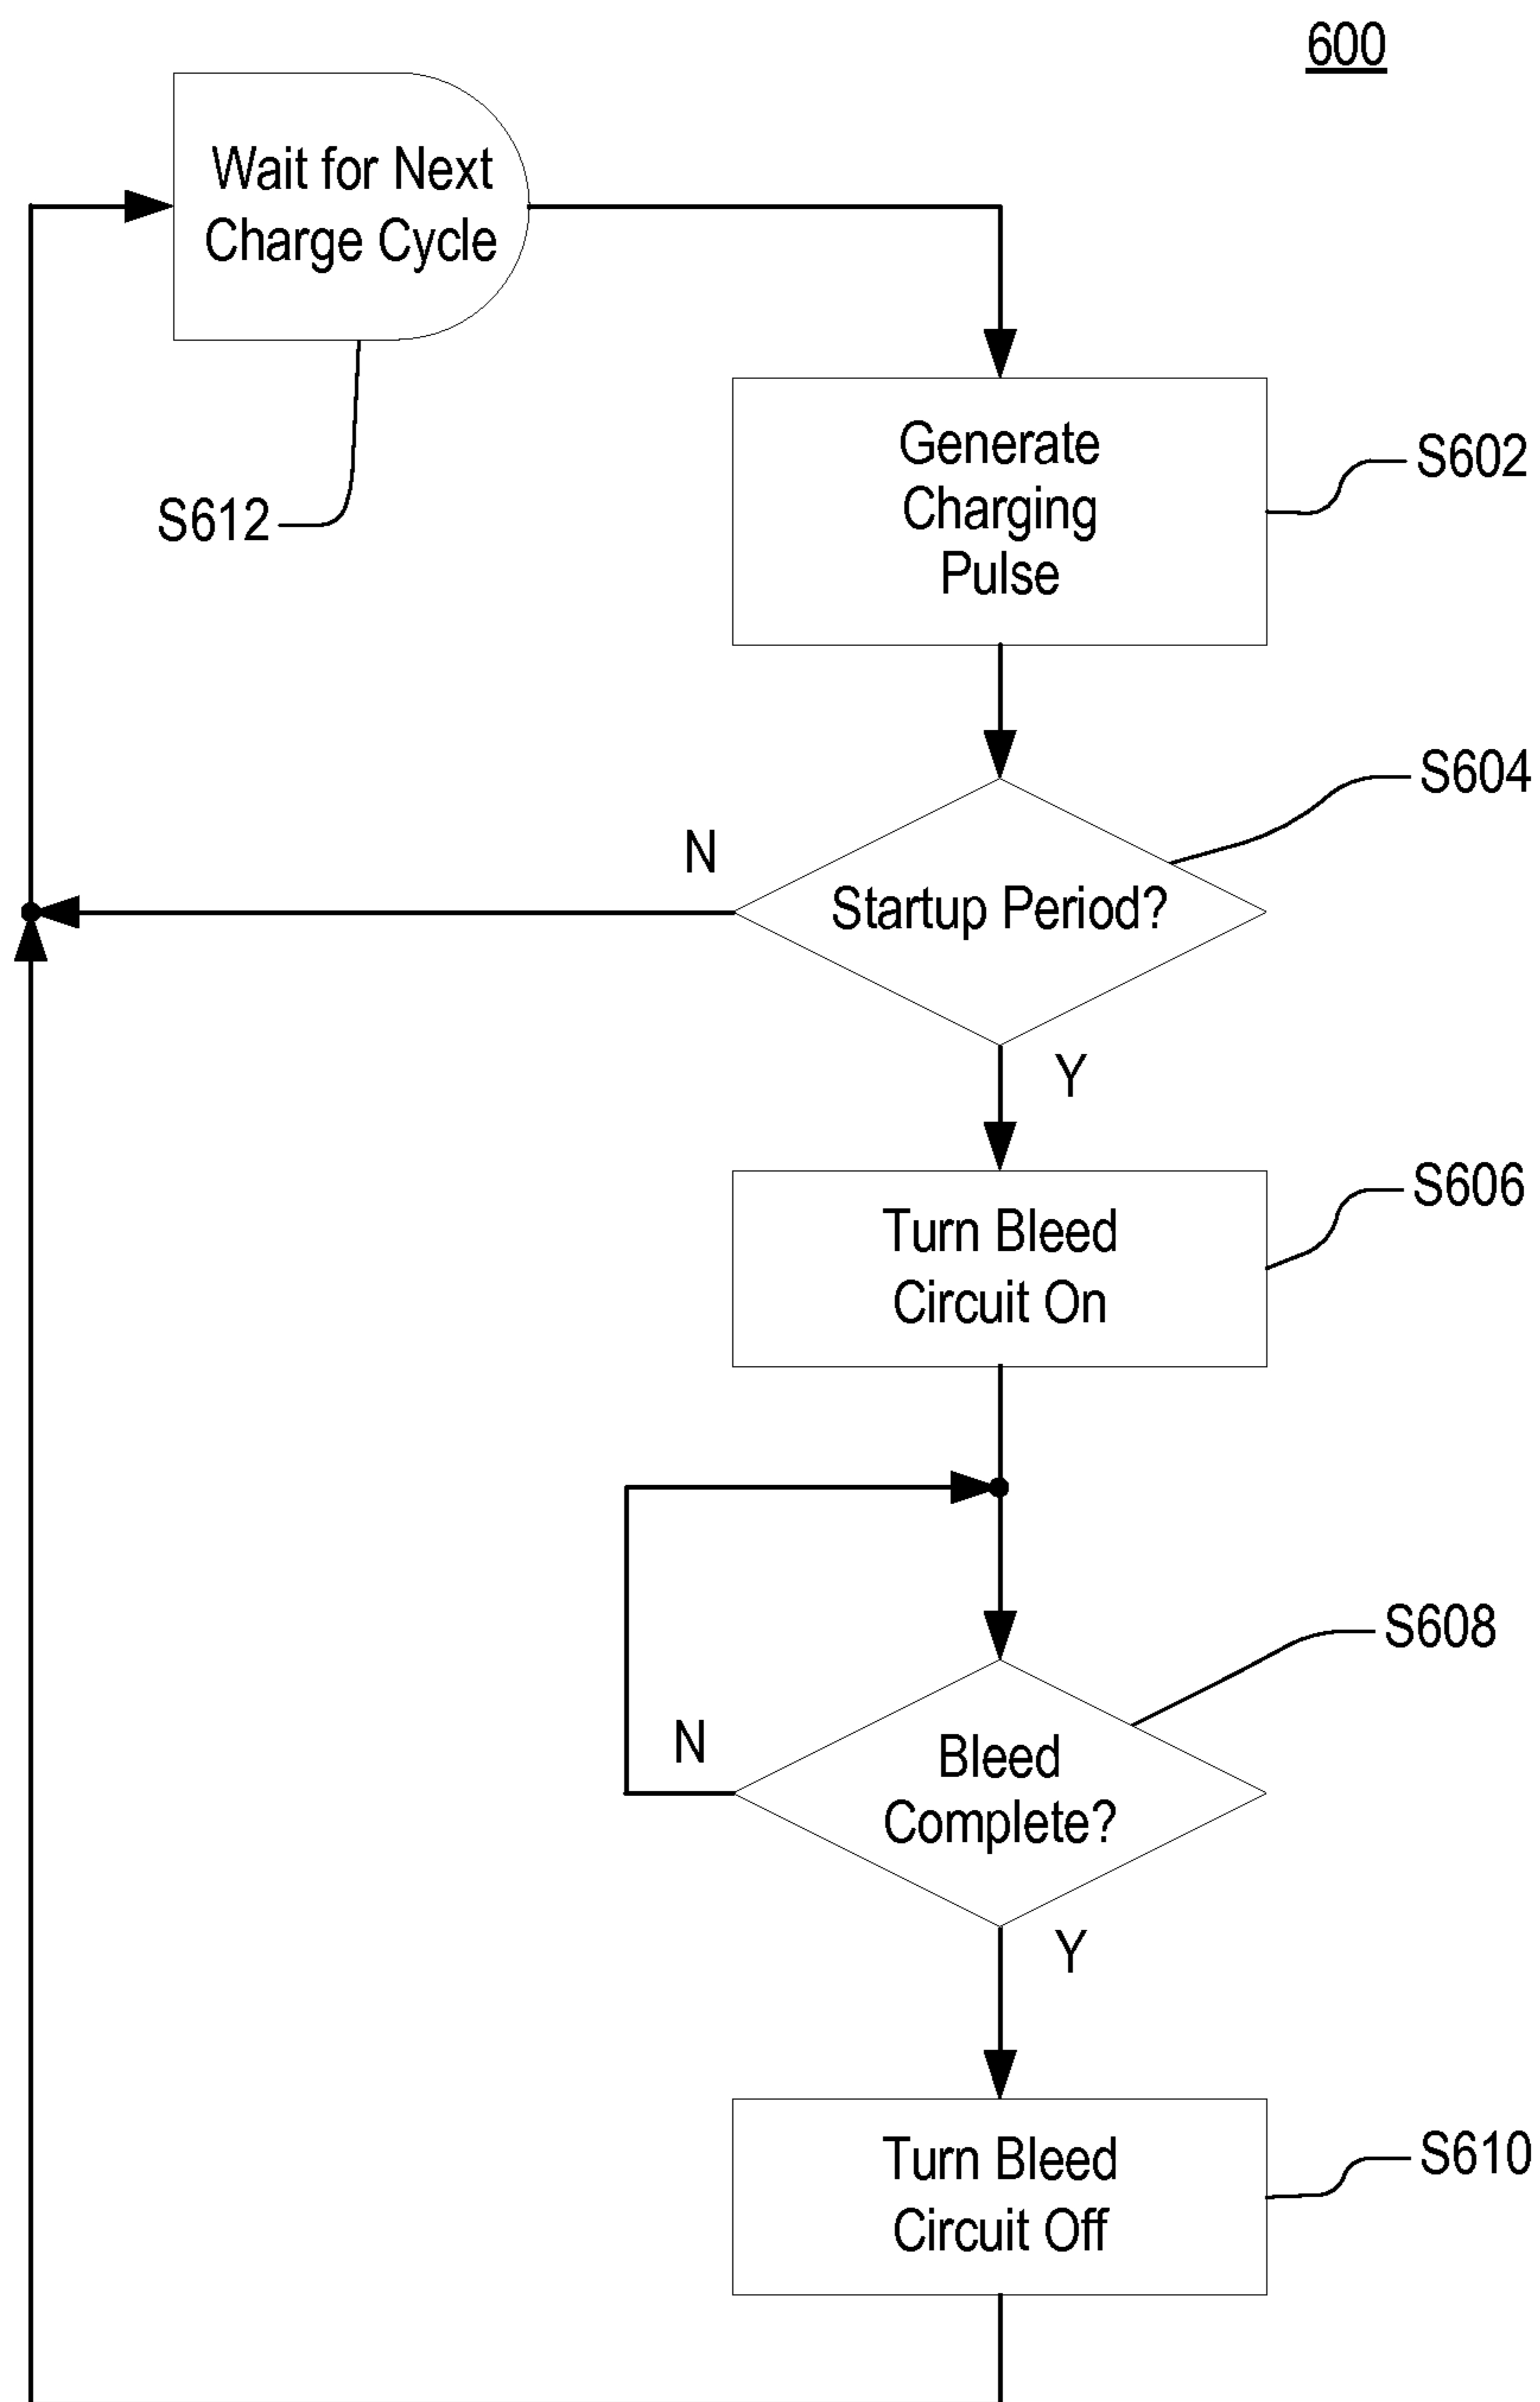 600
Wait for Next
Charge Cycle
S612
Generate
Charging
Pulse
S602
S604
N
Startup Period?
Y
S606
Turn Bleed
Circuit On
S608
N
Bleed
Complete?
Y
Turn Bleed
Circuit Off
S610